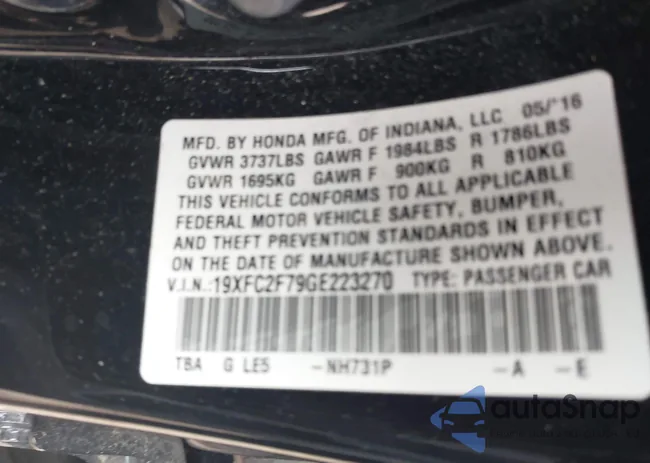 MFD. BY HONDA MFG. OF INDIANA, LLC 05/'16
GVWR 3737LBS GAWR F 1984LBS R 1786LBS
GVWR 1695KG GAWR F 900KG R 810KG
THIS VEHICLE CONFORMS TO ALL APPLICABLE
FEDERAL MOTOR VEHICLE SAFETY, BUMPER,
AND THEFT PREVENTION STANDARDS IN EFFECT
ON THE DATE OF MANUFACTURE SHOWN ABOVE.
V.I.N.:19XFC2F79GE223270 TYPE: PASSENGER CAR
TBA G LE5 -NH731P -A -E
autoSnap